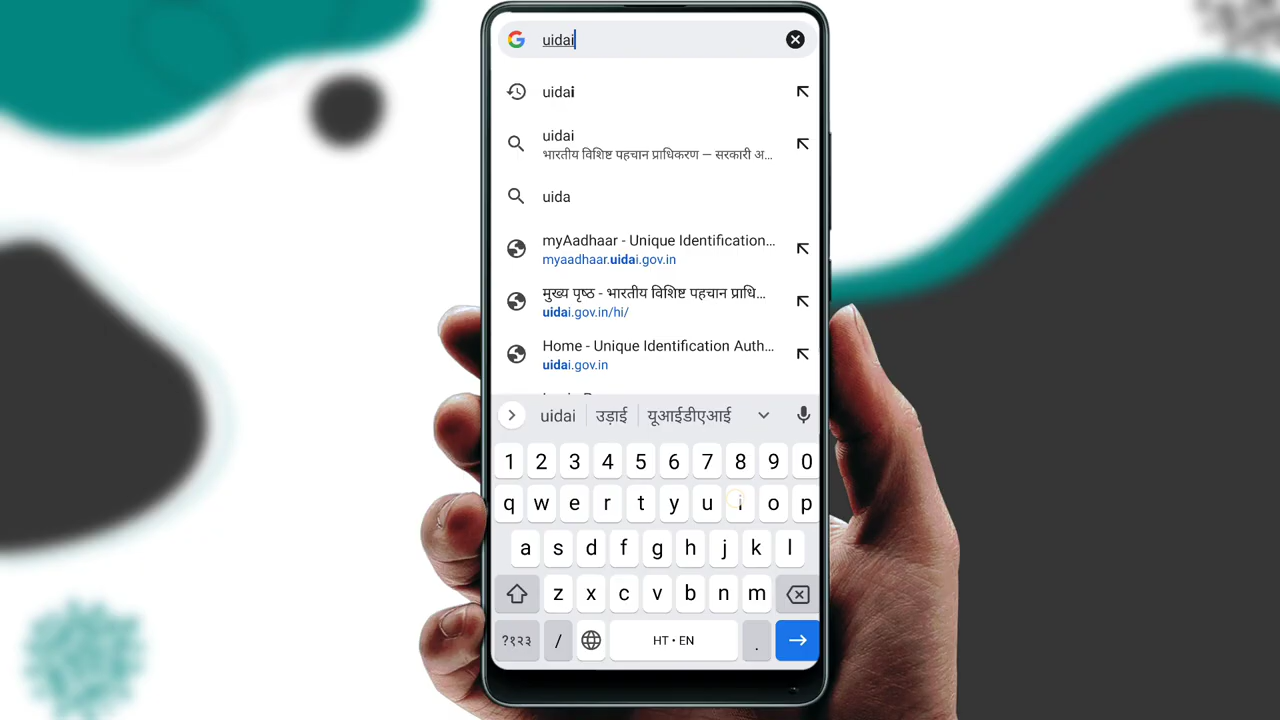 uidai
uidai
uidai
भारतीय विशिष्ट पहचान प्राधिकरण — सरकारी अ...
uida
myAadhaar - Unique Identification...
myaadhaar.uidai.gov.in
मुख्य पृष्ठ - भारतीय विशिष्ट पहचान प्राधि...
uidai.gov.in/hi/
Home - Unique Identification Auth...
uidai.gov.in
uidai उड़ाई यूआईडीएआई
1 2 3 4 5 6 7 8 9 0
q w e r t y u i o p
a s d f g h j k l
z x c v b n m
?१२३ / HT • EN .